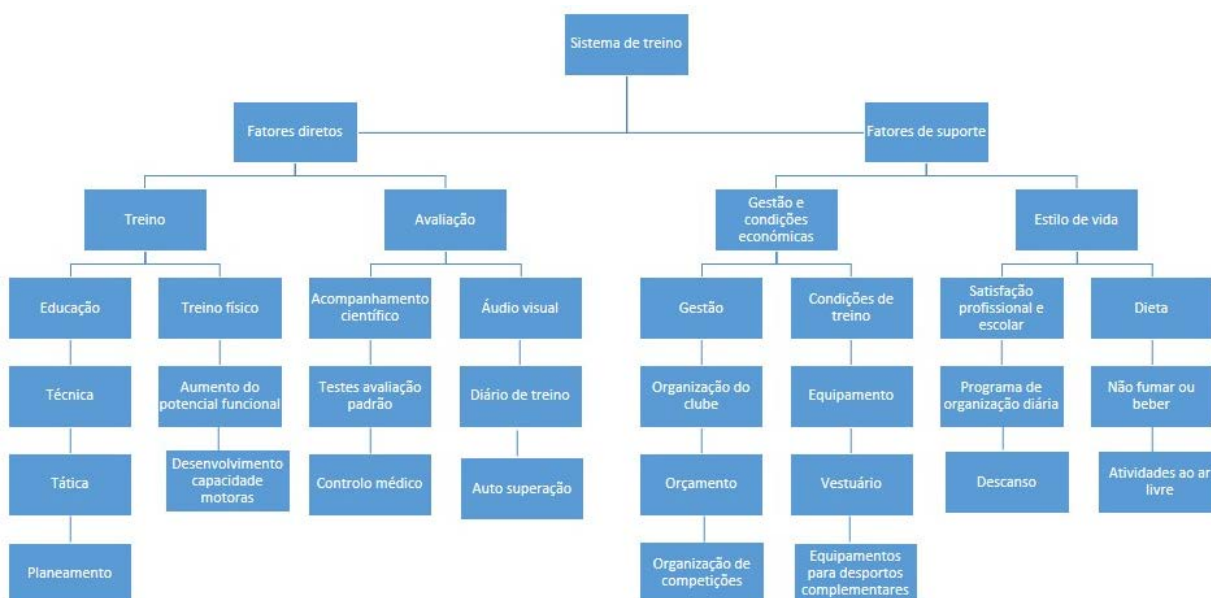 Sistema de treino
Fatores diretos
Fatores de suporte
Treino
Avaliação
Gestão e
condições
económicas
Estilo de vida
Educação
Treino físico
Acompanhamento
científico
Áudio visual
Gestão
Condições de
treino
Satisfação
profissional e
escolar
Dieta
Técnica
Aumento do
potencial funcional
Testes avaliação
padrão
Diário de treino
Organização do
clube
Equipamento
Programa de
organização diária
Não fumar ou
beber
Tática
Desenvolvimento
capacidade
motoras
Controlo médico
Auto superação
Orçamento
Vestuário
Descanso
Atividades ao ar
livre
Planeamento
Organização de
competições
Equipamentos
para desportos
complementares